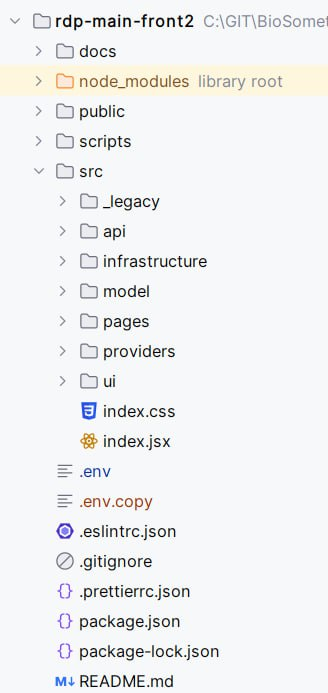 rdp-main-front2 C:\GIT\BioSomet
docs
node_modules library root
public
scripts
src
_legacy
api
infrastructure
model
pages
providers
ui
index.css
index.jsx
.env
.env.copy
.eslintrc.json
.gitignore
.prettierrc.json
package.json
package-lock.json
README.md